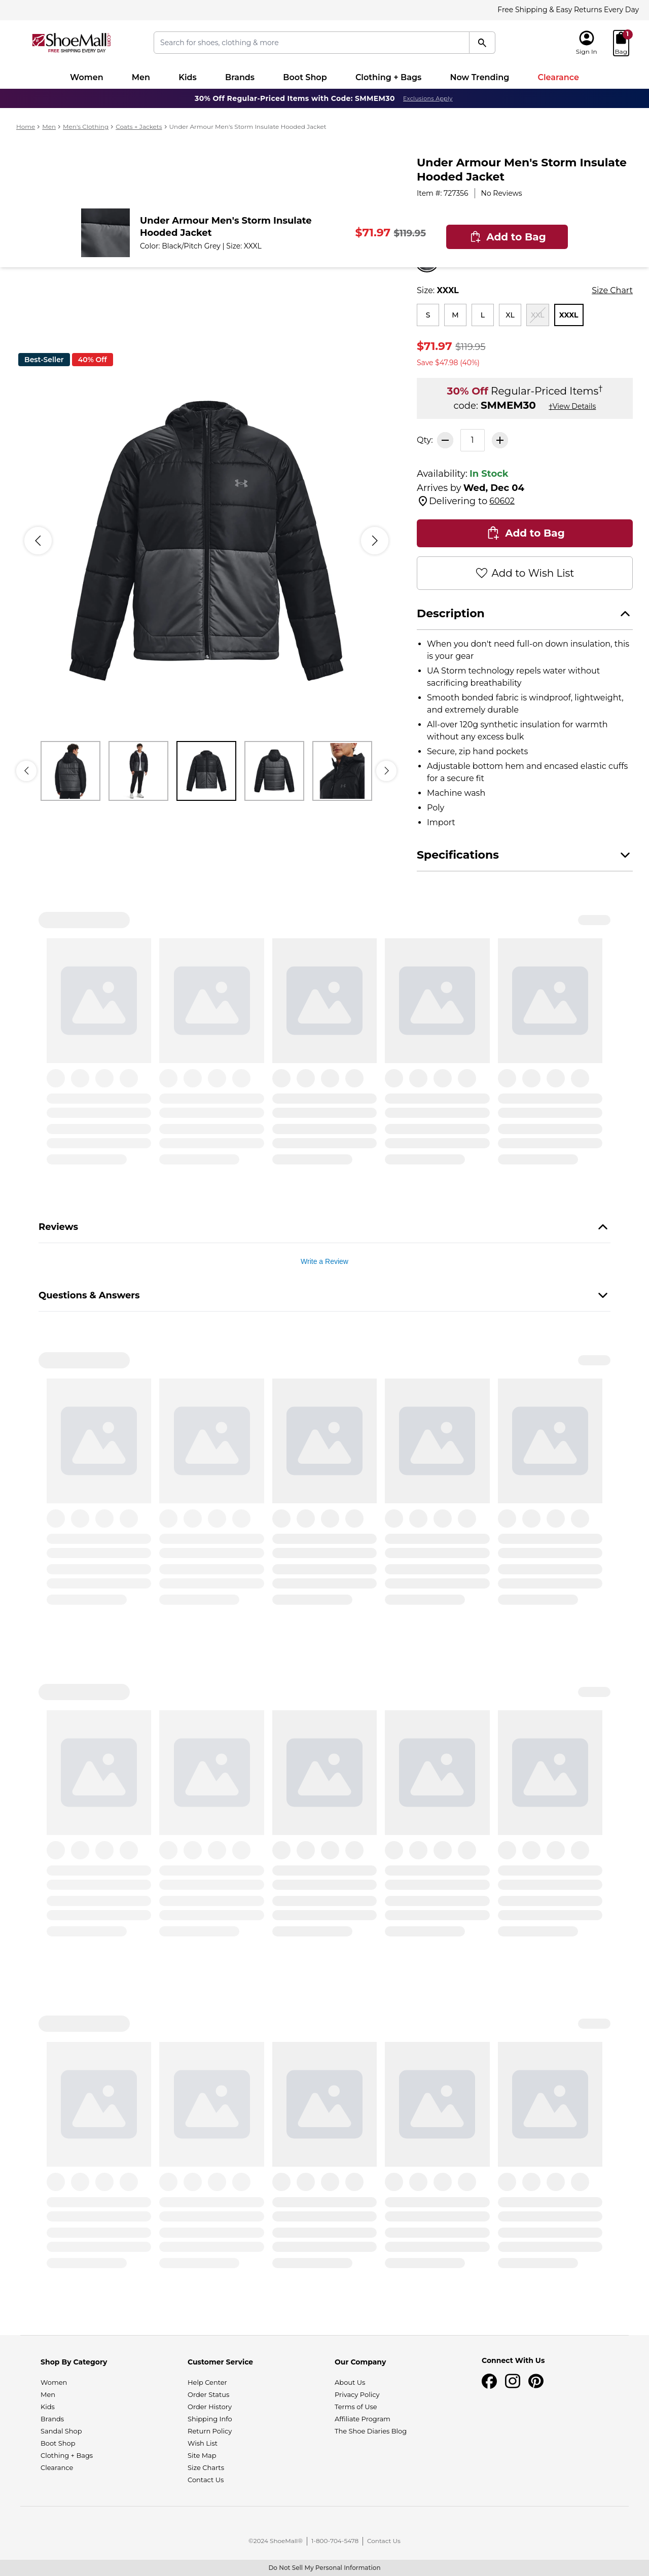 Free Shipping & Easy Returns Every Day
ShoeMall.com
FREE SHIPPING EVERY DAY
Search for shoes, clothing & more
Sign In
1
Bag
Women
Men
Kids
Brands
Boot Shop
Clothing + Bags
Now Trending
Clearance
30% Off Regular-Priced Items with Code: SMMEM30 Exclusions Apply
Home > Men > Men's Clothing > Coats + Jackets > Under Armour Men's Storm Insulate Hooded Jacket
Under Armour Men's Storm Insulate
Hooded Jacket
Item #: 727356 | No Reviews
Under Armour Men's Storm Insulate
Hooded Jacket
Color: Black/Pitch Grey | Size: XXXL
$71.97 $119.95
Add to Bag
Size: XXXL
Size Chart
S
M
L
XL
XXL
XXXL
$71.97 $119.95
Save $47.98 (40%)
Best-Seller
40% Off
30% Off Regular-Priced Items†
code: SMMEM30 †View Details
Qty:
1
Availability: In Stock
Arrives by Wed, Dec 04
Delivering to 60602
Add to Bag
Add to Wish List
Description
• When you don't need full-on down insulation, this
is your gear
• UA Storm technology repels water without
sacrificing breathability
• Smooth bonded fabric is windproof, lightweight,
and extremely durable
• All-over 120g synthetic insulation for warmth
without any excess bulk
• Secure, zip hand pockets
• Adjustable bottom hem and encased elastic cuffs
for a secure fit
• Machine wash
• Poly
• Import
Specifications
Reviews
Write a Review
Questions & Answers
Shop By Category
Women
Men
Kids
Brands
Sandal Shop
Boot Shop
Clothing + Bags
Clearance
Customer Service
Help Center
Order Status
Order History
Shipping Info
Return Policy
Wish List
Site Map
Size Charts
Contact Us
Our Company
About Us
Privacy Policy
Terms of Use
Affiliate Program
The Shoe Diaries Blog
Connect With Us
©2024 ShoeMall® | 1-800-704-5478 | Contact Us
Do Not Sell My Personal Information